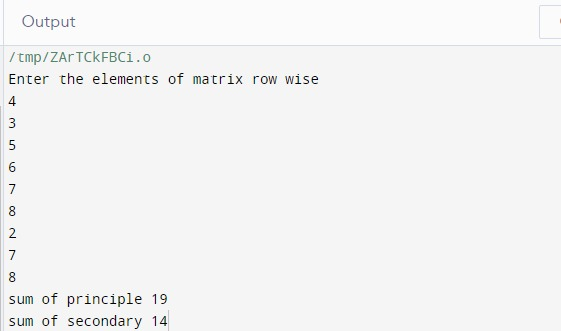 Output
/tmp/ZArTCkFBCi.o
Enter the elements of matrix row wise
4
3
5
6
7
8
2
7
8
sum of principle 19
sum of secondary 14